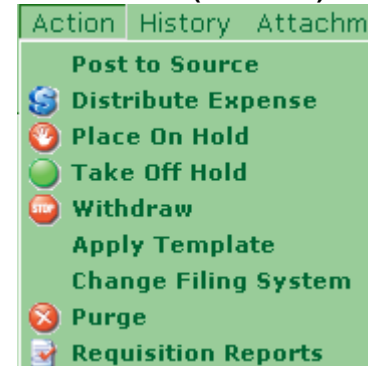 Action History Attachm
Post to Source
Distribute Expense
Place On Hold
Take Off Hold
STOP Withdraw
Apply Template
Change Filing System
Purge
Requisition Reports